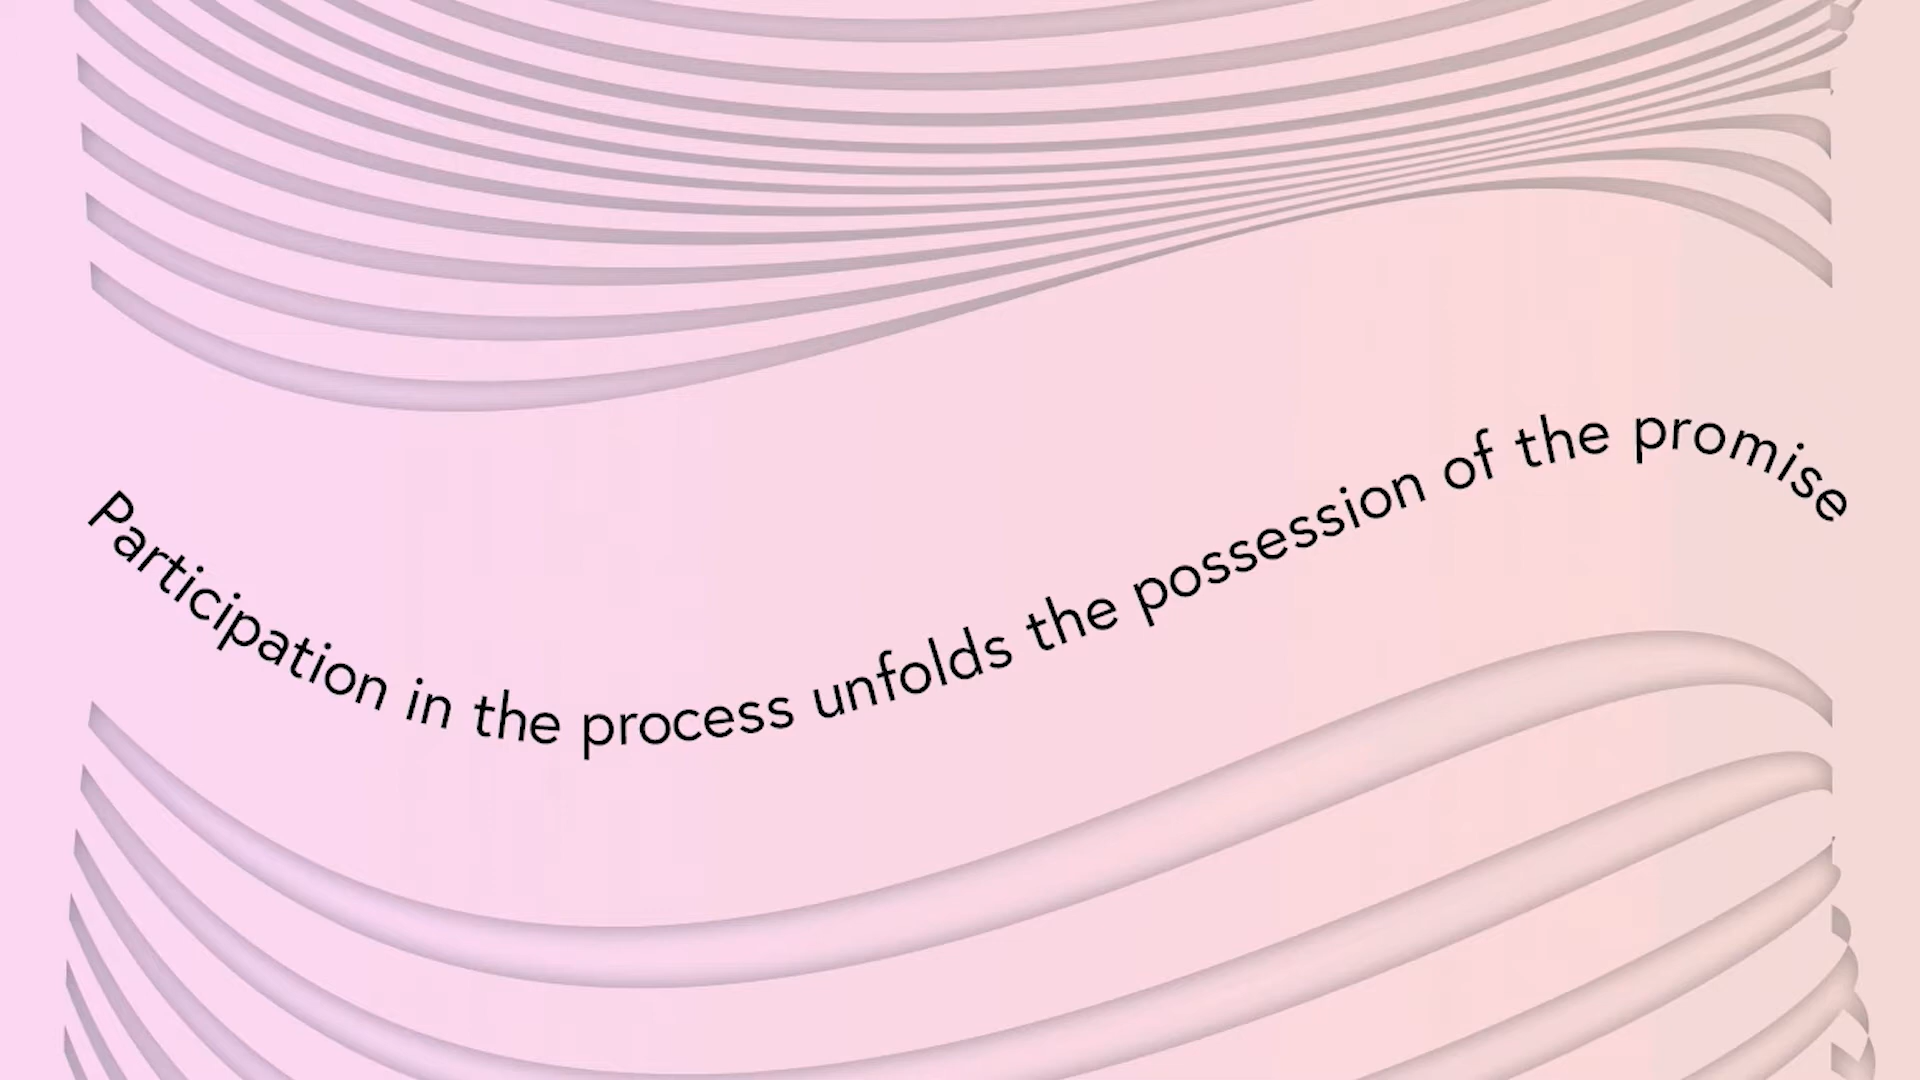 Participation in the process unfolds the possession of the promise